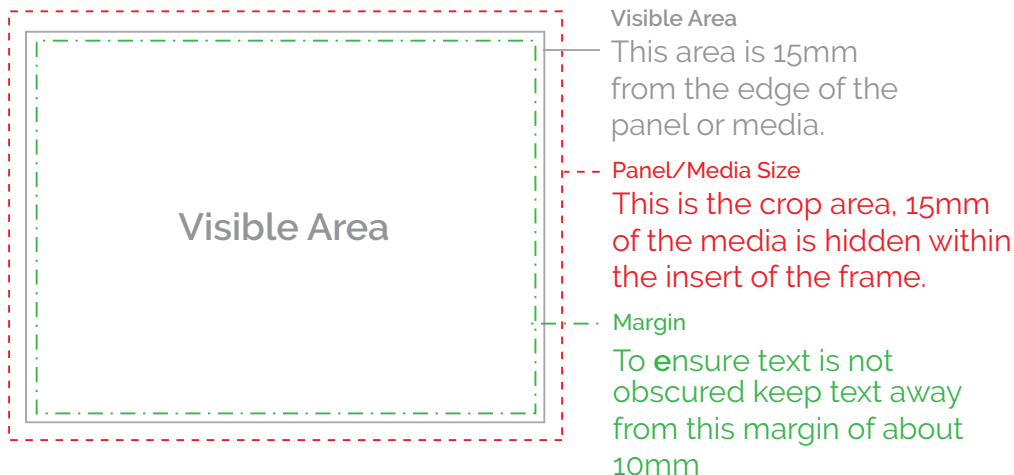 Visible Area
This area is 15mm
from the edge of the
panel or media.
Panel/Media Size
This is the crop area, 15mm
of the media is hidden within
the insert of the frame.
Visible Area
Margin
To ensure text is not
obscured keep text away
from this margin of about
10mm